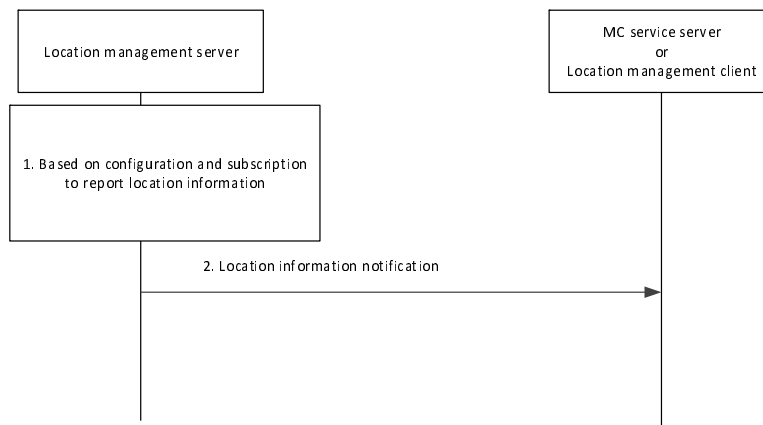 Location management server
MC service server
or
Location management client
1. Based on configuration and subscription
to report location information
2. Location information notification